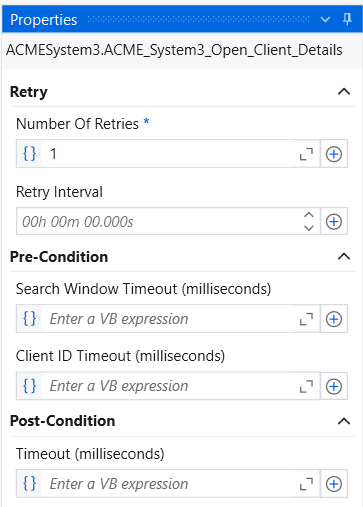 Properties
ACMESystem3.ACME_System3_Open_Client_Details
Retry
Number Of Retries *
{} 1
Retry Interval
00h 00m 00.000s
Pre-Condition
Search Window Timeout (milliseconds)
{} Enter a VB expression
Client ID Timeout (milliseconds)
{} Enter a VB expression
Post-Condition
Timeout (milliseconds)
{} Enter a VB expression